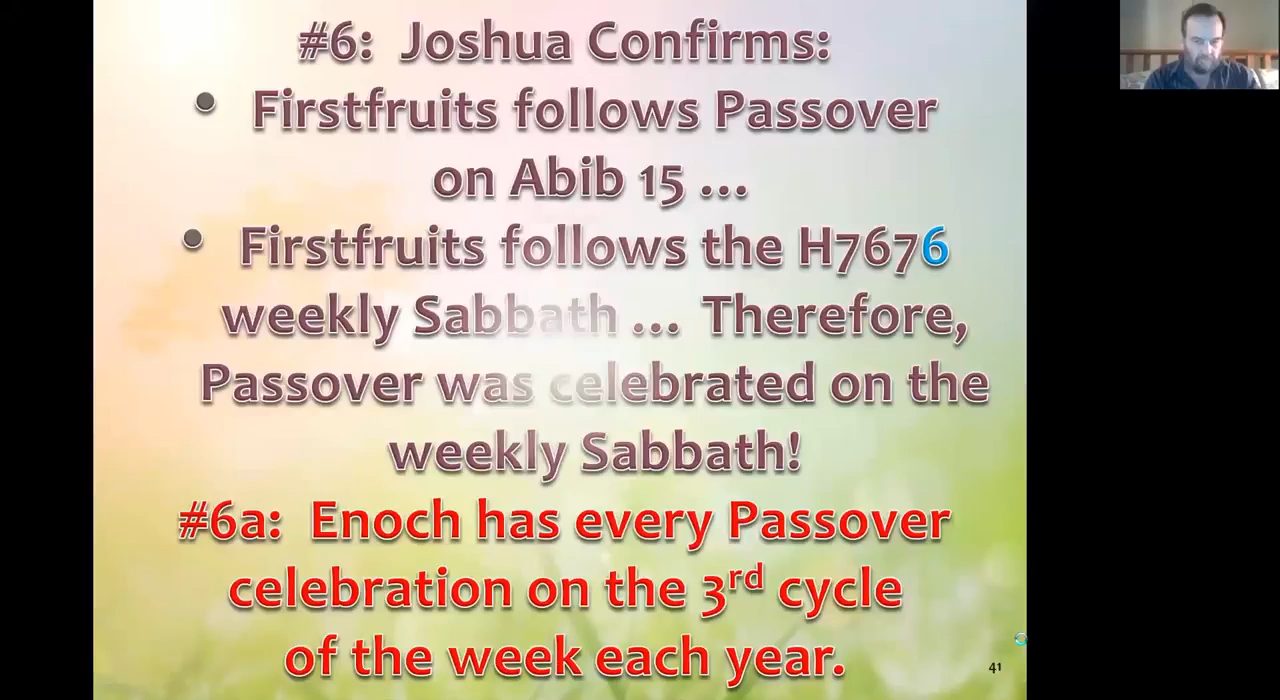 #6: Joshua Confirms:
• Firstfruits follows Passover
on Abib 15 ...
• Firstfruits follows the H7676
weekly Sabbath ... Therefore,
Passover was celebrated on the
weekly Sabbath!
#6a: Enoch has every Passover
celebration on the 3rd cycle
of the week each year.
41